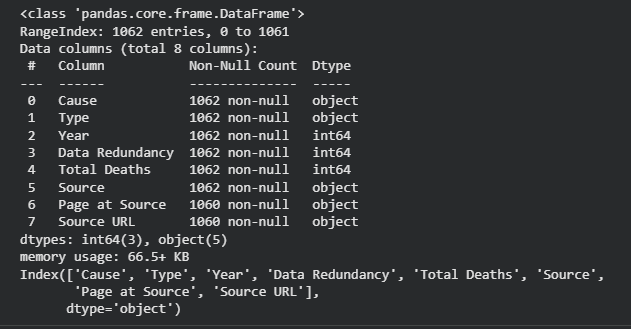 <class 'pandas.core.frame.DataFrame'>
RangeIndex: 1062 entries, 0 to 1061
Data columns (total 8 columns):
 #   Column           Non-Null Count  Dtype
---  ------           --------------  -----
 0   Cause            1062 non-null   object
 1   Type             1062 non-null   object
 2   Year             1062 non-null   int64
 3   Data Redundancy  1062 non-null   int64
 4   Total Deaths     1062 non-null   int64
 5   Source           1062 non-null   object
 6   Page at Source   1060 non-null   object
 7   Source URL       1060 non-null   object
dtypes: int64(3), object(5)
memory usage: 66.5+ KB
Index(['Cause', 'Type', 'Year', 'Data Redundancy', 'Total Deaths', 'Source',
       'Page at Source', 'Source URL'],
      dtype='object')